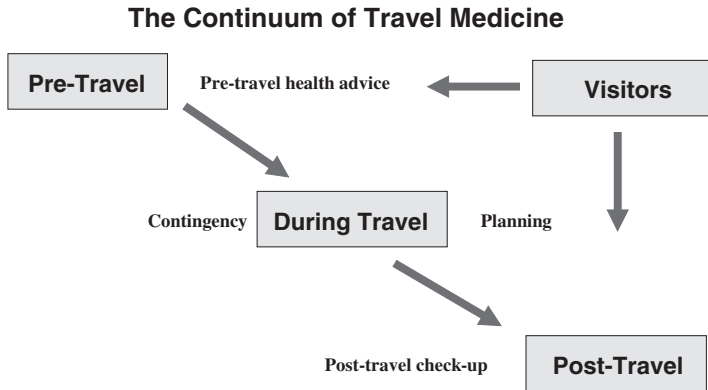 The Continuum of Travel Medicine
Pre-Travel
Pre-travel health advice
Visitors
Contingency
During Travel
Planning
Post-travel check-up
Post-Travel